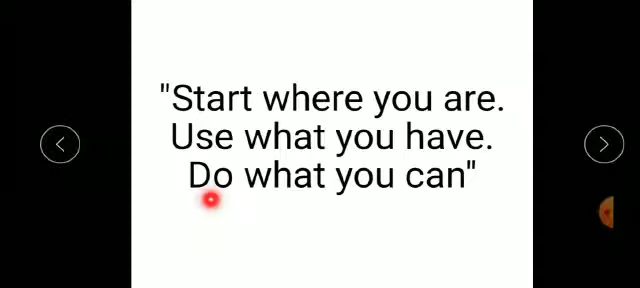 "Start where you are.
Use what you have.
Do what you can"